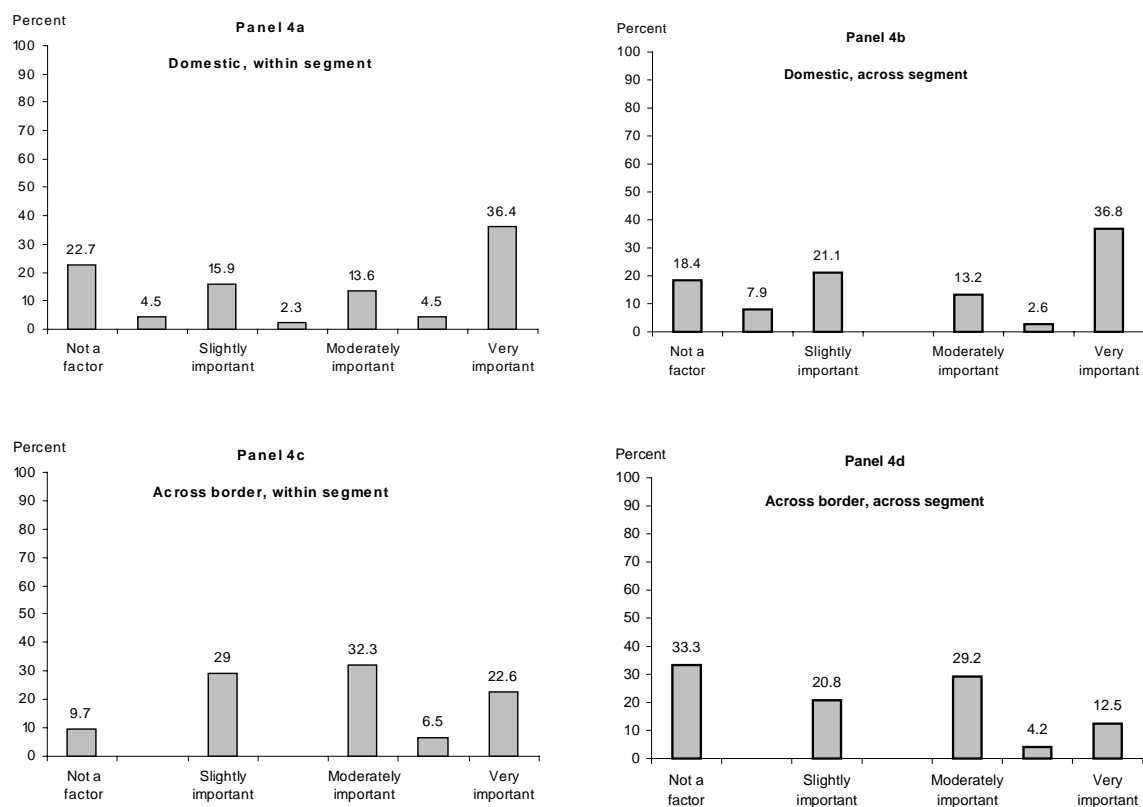 Percent
Panel 4a
Domestic, within segment
100
90
80
70
60
50
40
30
20
10
0
22.7
4.5
15.9
2.3
13.6
4.5
36.4
Not a
factor
Slightly
important
Moderately
important
Very
important
Percent
Panel 4b
Domestic, across segment
100
90
80
70
60
50
40
30
20
10
0
18.4
7.9
21.1
13.2
2.6
36.8
Not a
factor
Slightly
important
Moderately
important
Very
important
Percent
Panel 4c
Across border, within segment
100
90
80
70
60
50
40
30
20
10
0
9.7
29
32.3
6.5
22.6
Not a
factor
Slightly
important
Moderately
important
Very
important
Percent
Panel 4d
Across border, across segment
100
90
80
70
60
50
40
30
20
10
0
33.3
20.8
29.2
4.2
12.5
Not a
factor
Slightly
important
Moderately
important
Very
important